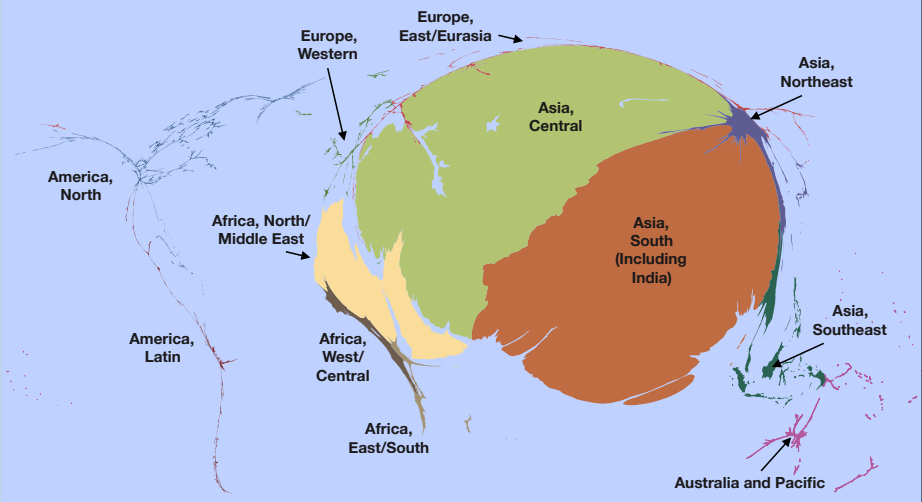 Europe,
East/Eurasia
Europe,
Western
Asia,
Northeast
Asia,
Central
America,
North
Africa, North/
Middle East
Asia,
South
(Including
India)
Asia,
Southeast
America,
Latin
Africa,
West/
Central
Africa,
East/South
Australia and Pacific